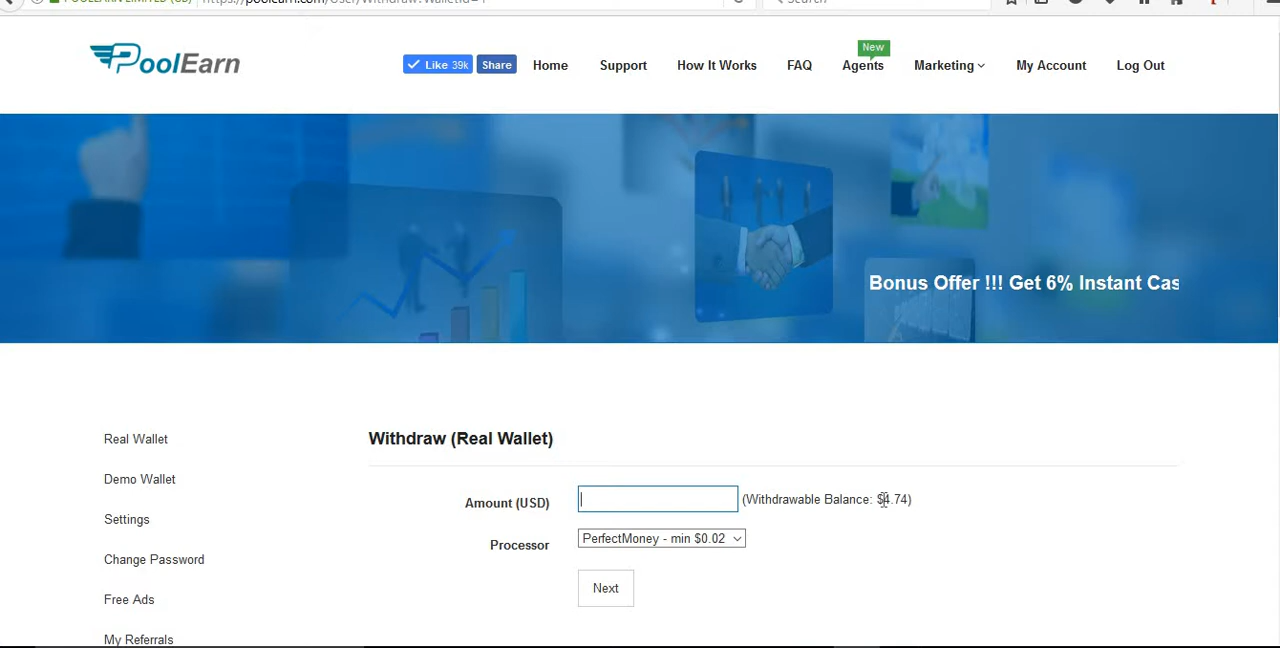 PoolEarn
Like 39k
Share
Home
Support
How It Works
FAQ
New
Agents
Marketing
My Account
Log Out
Bonus Offer !!! Get 6% Instant Cas
Real Wallet
Demo Wallet
Settings
Change Password
Free Ads
My Referrals
Withdraw (Real Wallet)
Amount (USD)
(Withdrawable Balance: $4.74)
Processor
PerfectMoney - min $0.02
Next